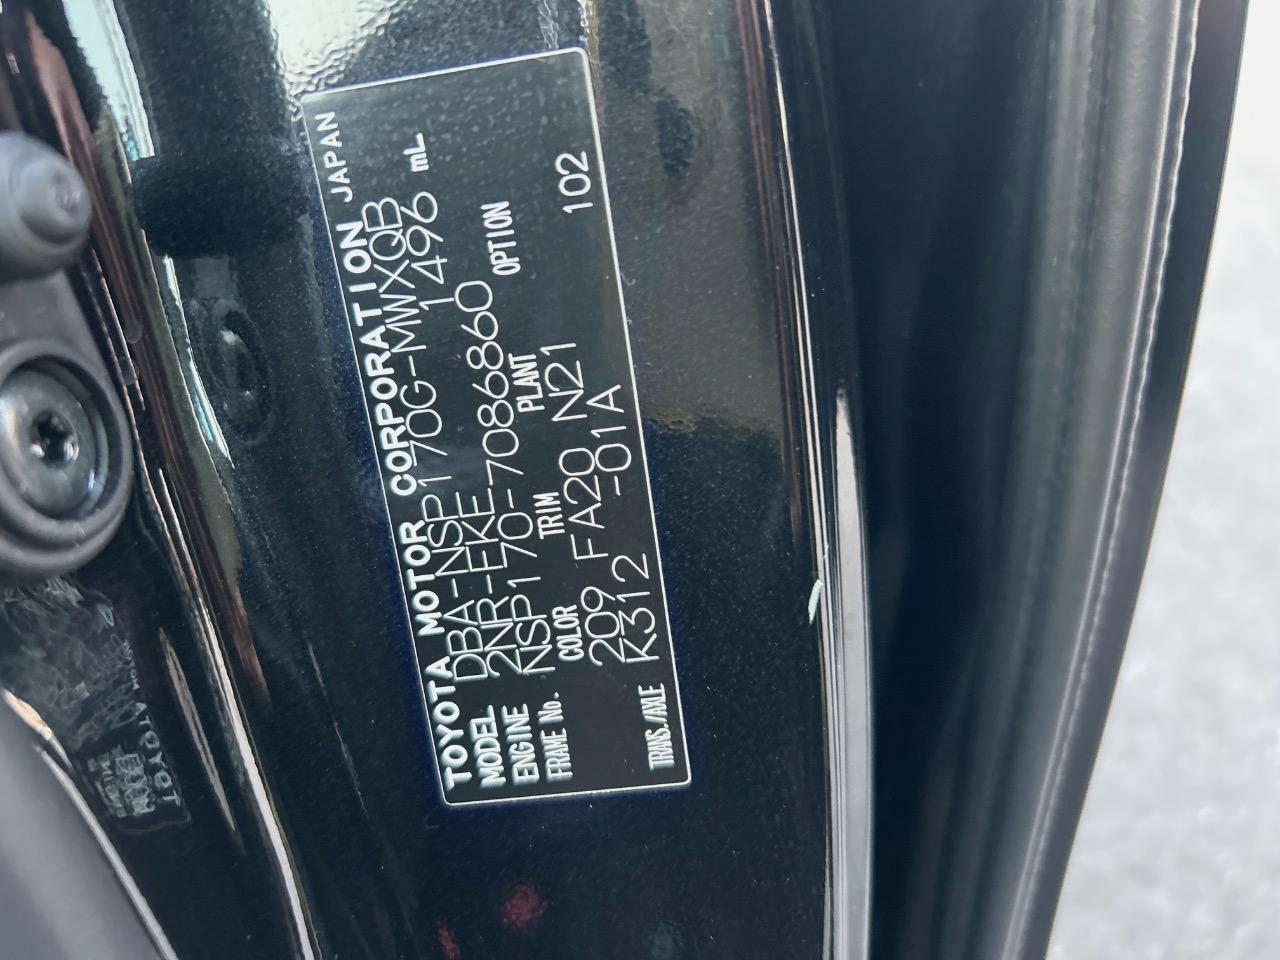 TOYOTA MOTOR CORPORATION JAPAN
MODEL DBA-NSP170G-MWXQB
ENGINE 2NR-FKE 1496 mL
FRAME No. NSP170-7086860
COLOR TRIM PLANT OPTION
209 FA20 N21 102
TRANS./AXLE K312 -01A
TOYOTA